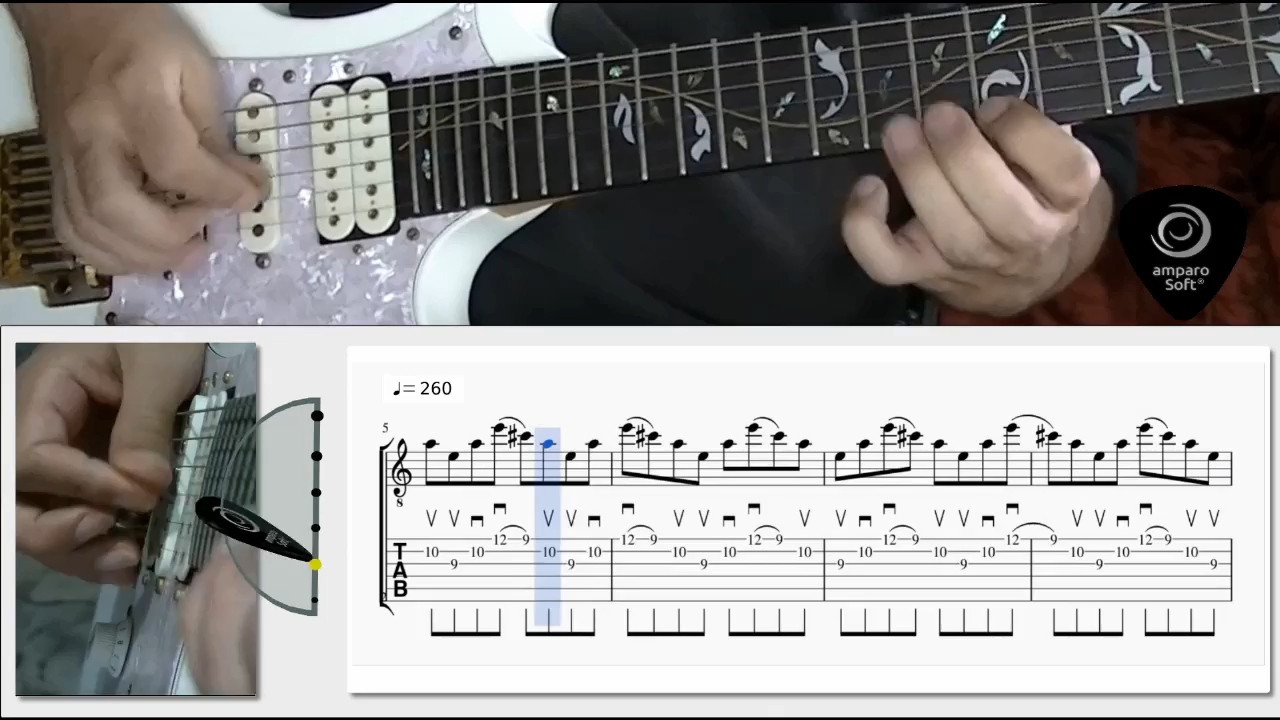 amparo
Soft®
♩= 260
5
8
12 9 12 9 12 9 12 9 12 9 12 9
T 10 10 10 10 10 10 10 10 10 10 10 10 10
A 9 9 9 9 9 9 9
B